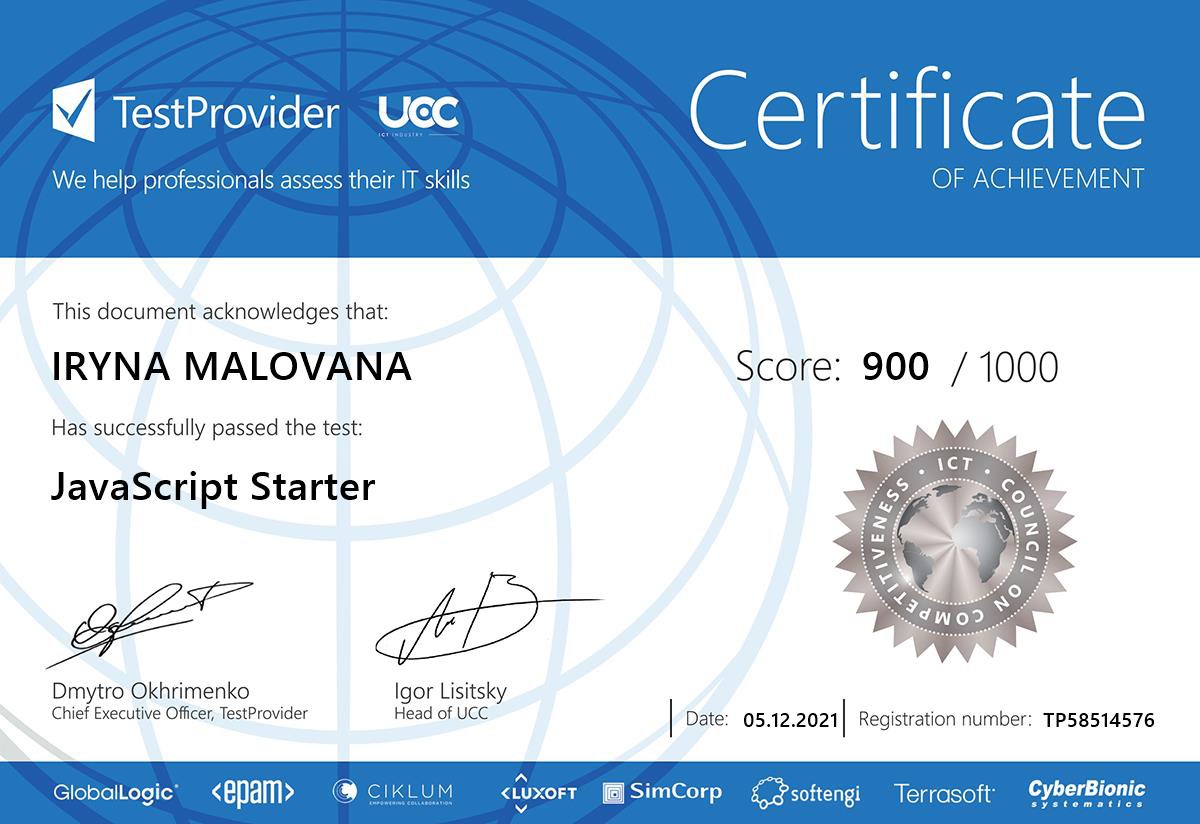 TestProvider
UCC
ICT INDUSTRY
We help professionals assess their IT skills
Certificate
OF ACHIEVEMENT
This document acknowledges that:
IRYNA MALOVANA
Score: 900 / 1000
Has successfully passed the test:
JavaScript Starter
ICT • COUNCIL ON COMPETITIVENESS •
Dmytro Okhrimenko
Chief Executive Officer, TestProvider
Igor Lisitsky
Head of UCC
Date: 05.12.2021
Registration number: TP58514576
GlobalLogic
<epam>
CIKLUM
EMPOWERING COLLABORATION
<LUXOFT
SimCorp
softengi
Terrasoft
CyberBionic
systematics